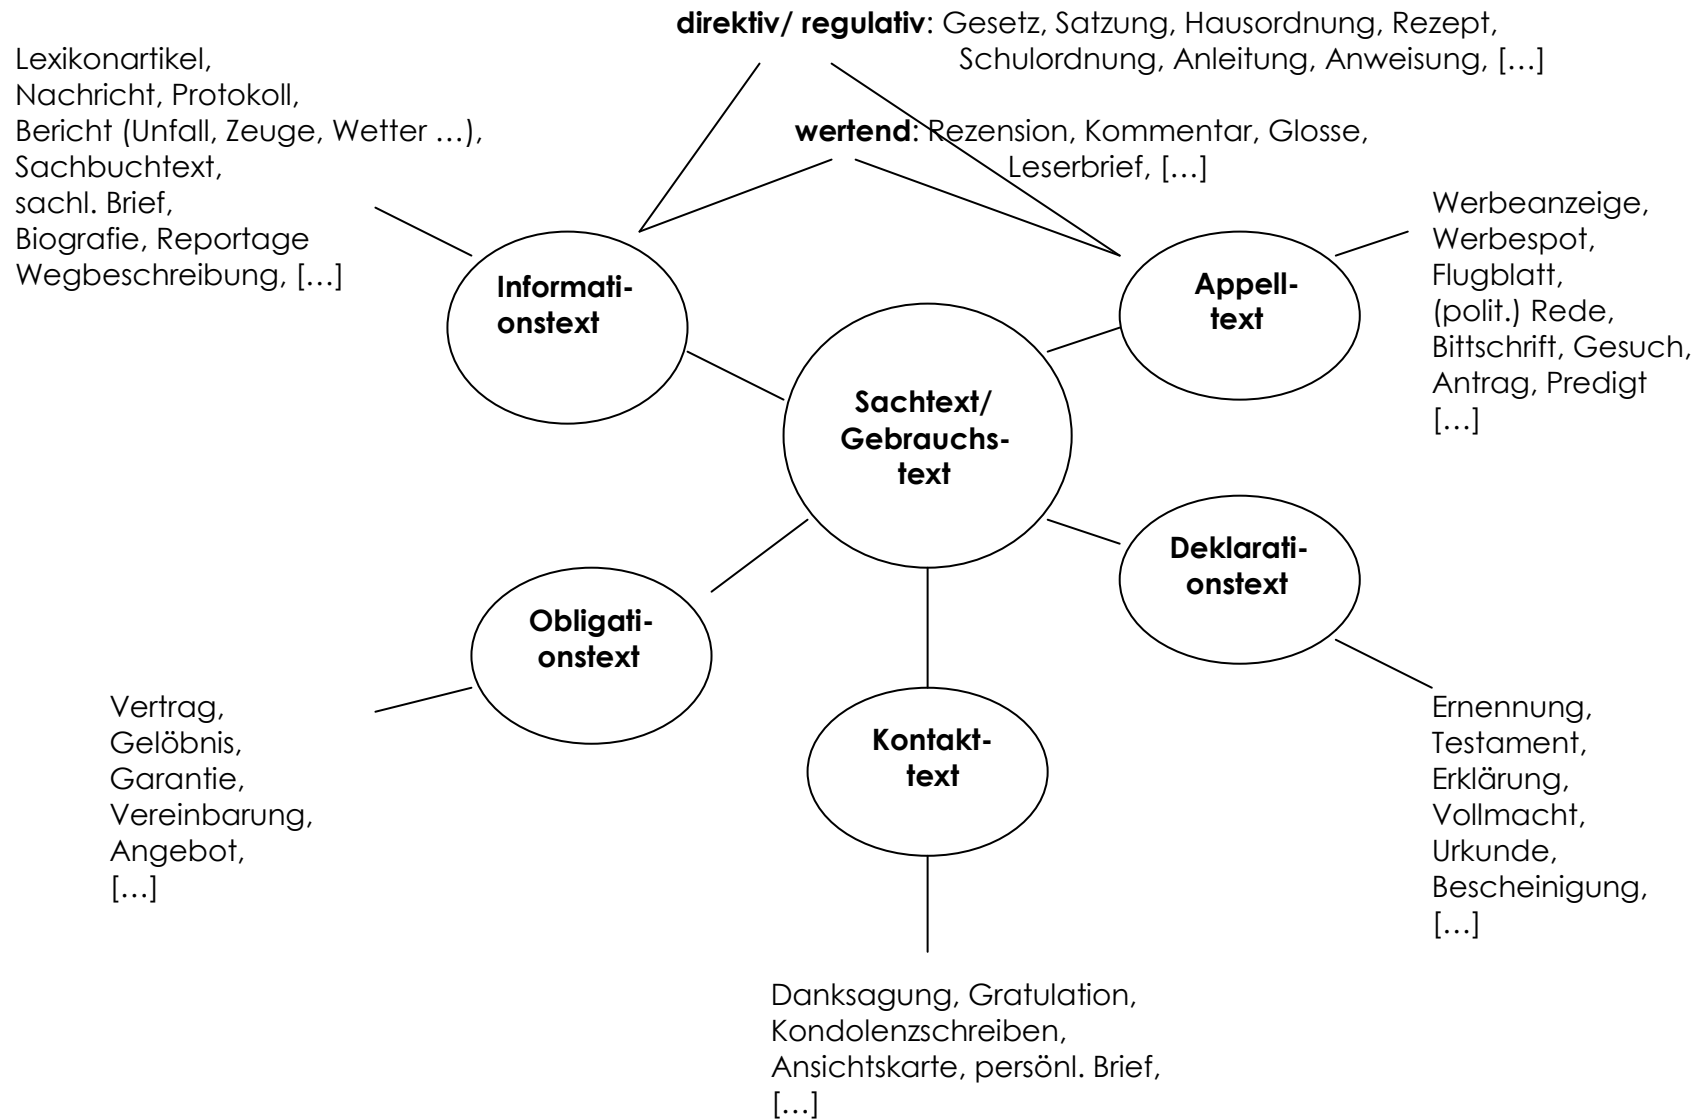 direktiv/ regulativ: Gesetz, Satzung, Hausordnung, Rezept,
Schulordnung, Anleitung, Anweisung, […]
Lexikonartikel,
Nachricht, Protokoll,
Bericht (Unfall, Zeuge, Wetter …),
Sachbuchtext,
sachl. Brief,
Biografie, Reportage
Wegbeschreibung, […]
wertend: Rezension, Kommentar, Glosse,
Leserbrief, […]
Werbeanzeige,
Werbespot,
Flugblatt,
(polit.) Rede,
Bittschrift, Gesuch,
Antrag, Predigt
[…]
Informati-
onstext
Appell-
text
Sachtext/
Gebrauchs-
text
Deklarati-
onstext
Obligati-
onstext
Kontakt-
text
Vertrag,
Gelöbnis,
Garantie,
Vereinbarung,
Angebot,
[…]
Ernennung,
Testament,
Erklärung,
Vollmacht,
Urkunde,
Bescheinigung,
[…]
Danksagung, Gratulation,
Kondolenzschreiben,
Ansichtskarte, persönl. Brief,
[…]